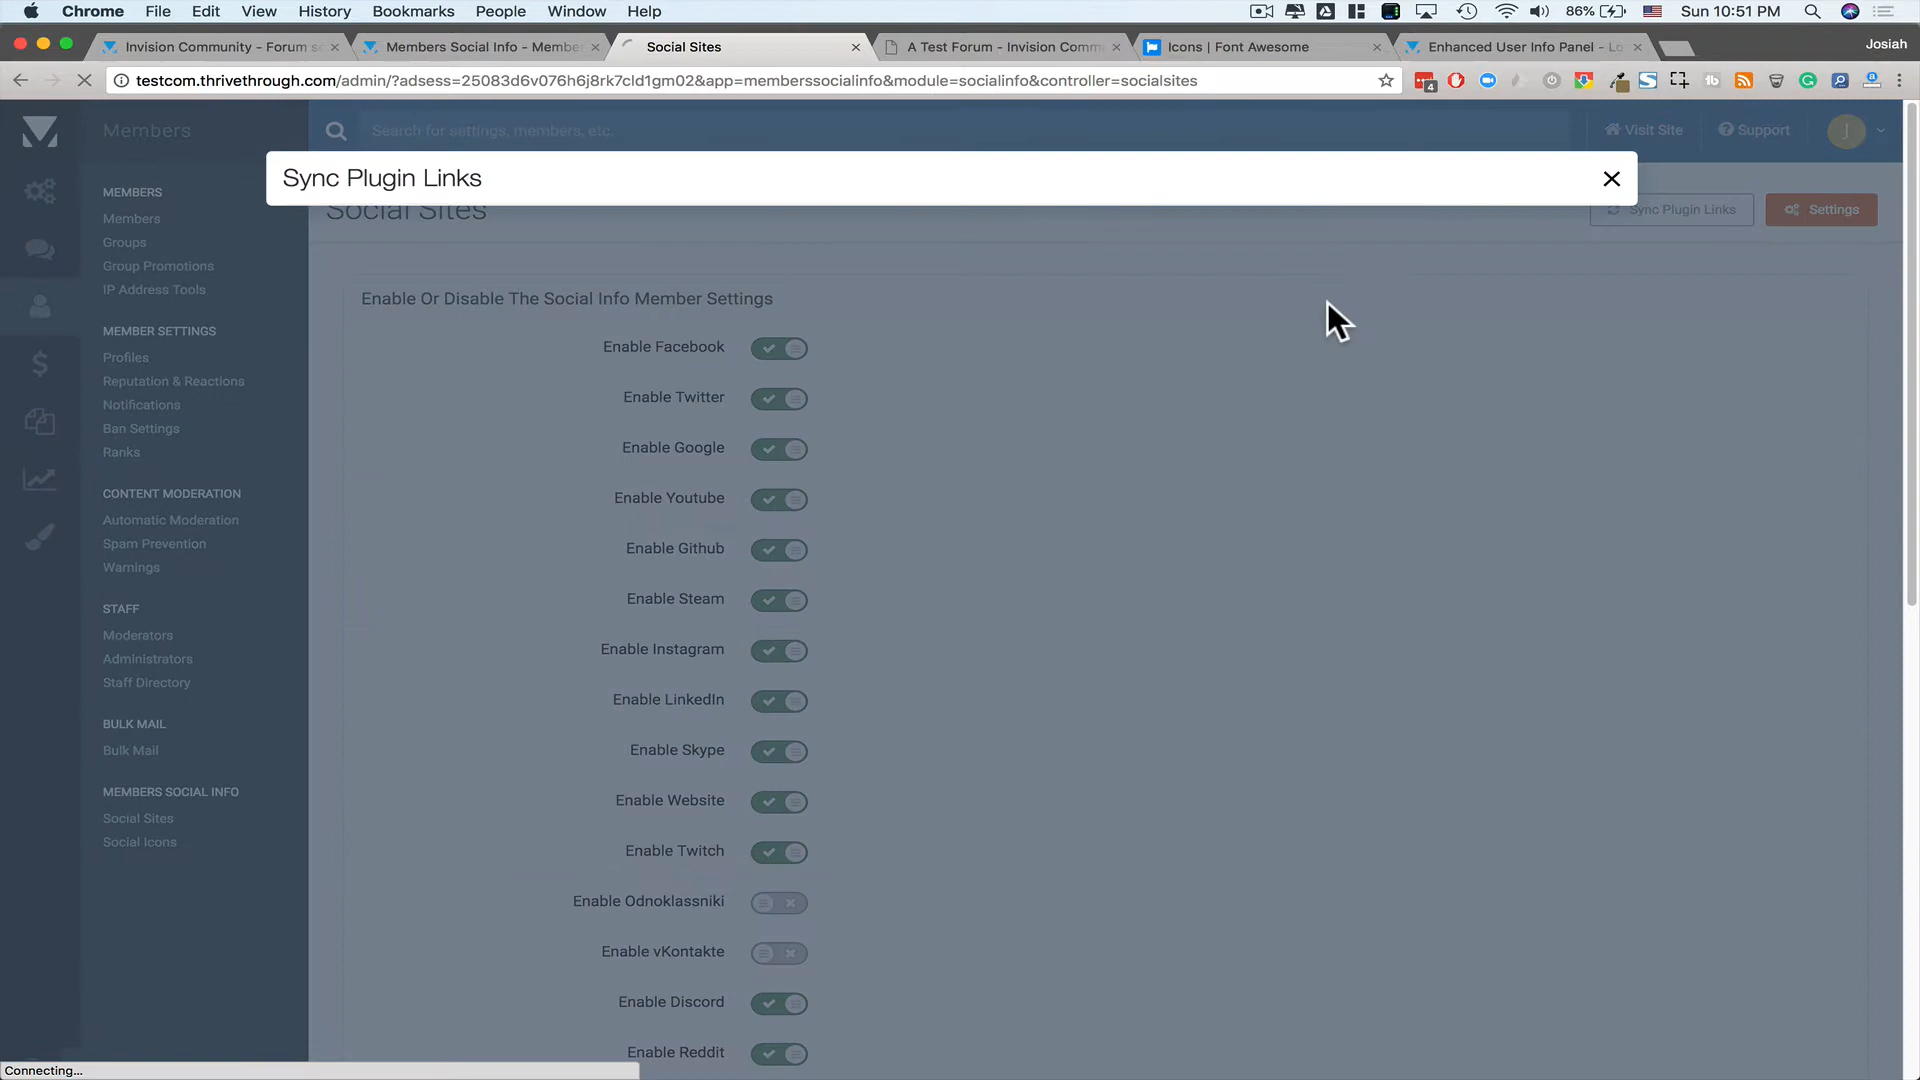 Chrome File Edit View History Bookmarks People Window Help 86% Sun 10:51 PM
Invision Community - Forum s
Members Social Info - Membe
Social Sites
A Test Forum - Invision Comm
Icons | Font Awesome
Enhanced User Info Panel - Lo
Josiah
testcom.thrivethrough.com/admin/?adsess=25083d6v076h6j8rk7cld1gm02&app=memberssocialinfo&module=socialinfo&controller=socialsites
4
Members
Search for settings, members, etc.
Visit Site
Support
J
Sync Plugin Links
Social Sites
Sync Plugin Links
Settings
MEMBERS
Members
Groups
Group Promotions
IP Address Tools
MEMBER SETTINGS
Profiles
Reputation & Reactions
Notifications
Ban Settings
Ranks
CONTENT MODERATION
Automatic Moderation
Spam Prevention
Warnings
STAFF
Moderators
Administrators
Staff Directory
BULK MAIL
Bulk Mail
MEMBERS SOCIAL INFO
Social Sites
Social Icons
Enable Or Disable The Social Info Member Settings
Enable Facebook
Enable Twitter
Enable Google
Enable Youtube
Enable Github
Enable Steam
Enable Instagram
Enable LinkedIn
Enable Skype
Enable Website
Enable Twitch
Enable Odnoklassniki
Enable vKontakte
Enable Discord
Enable Reddit
Connecting...